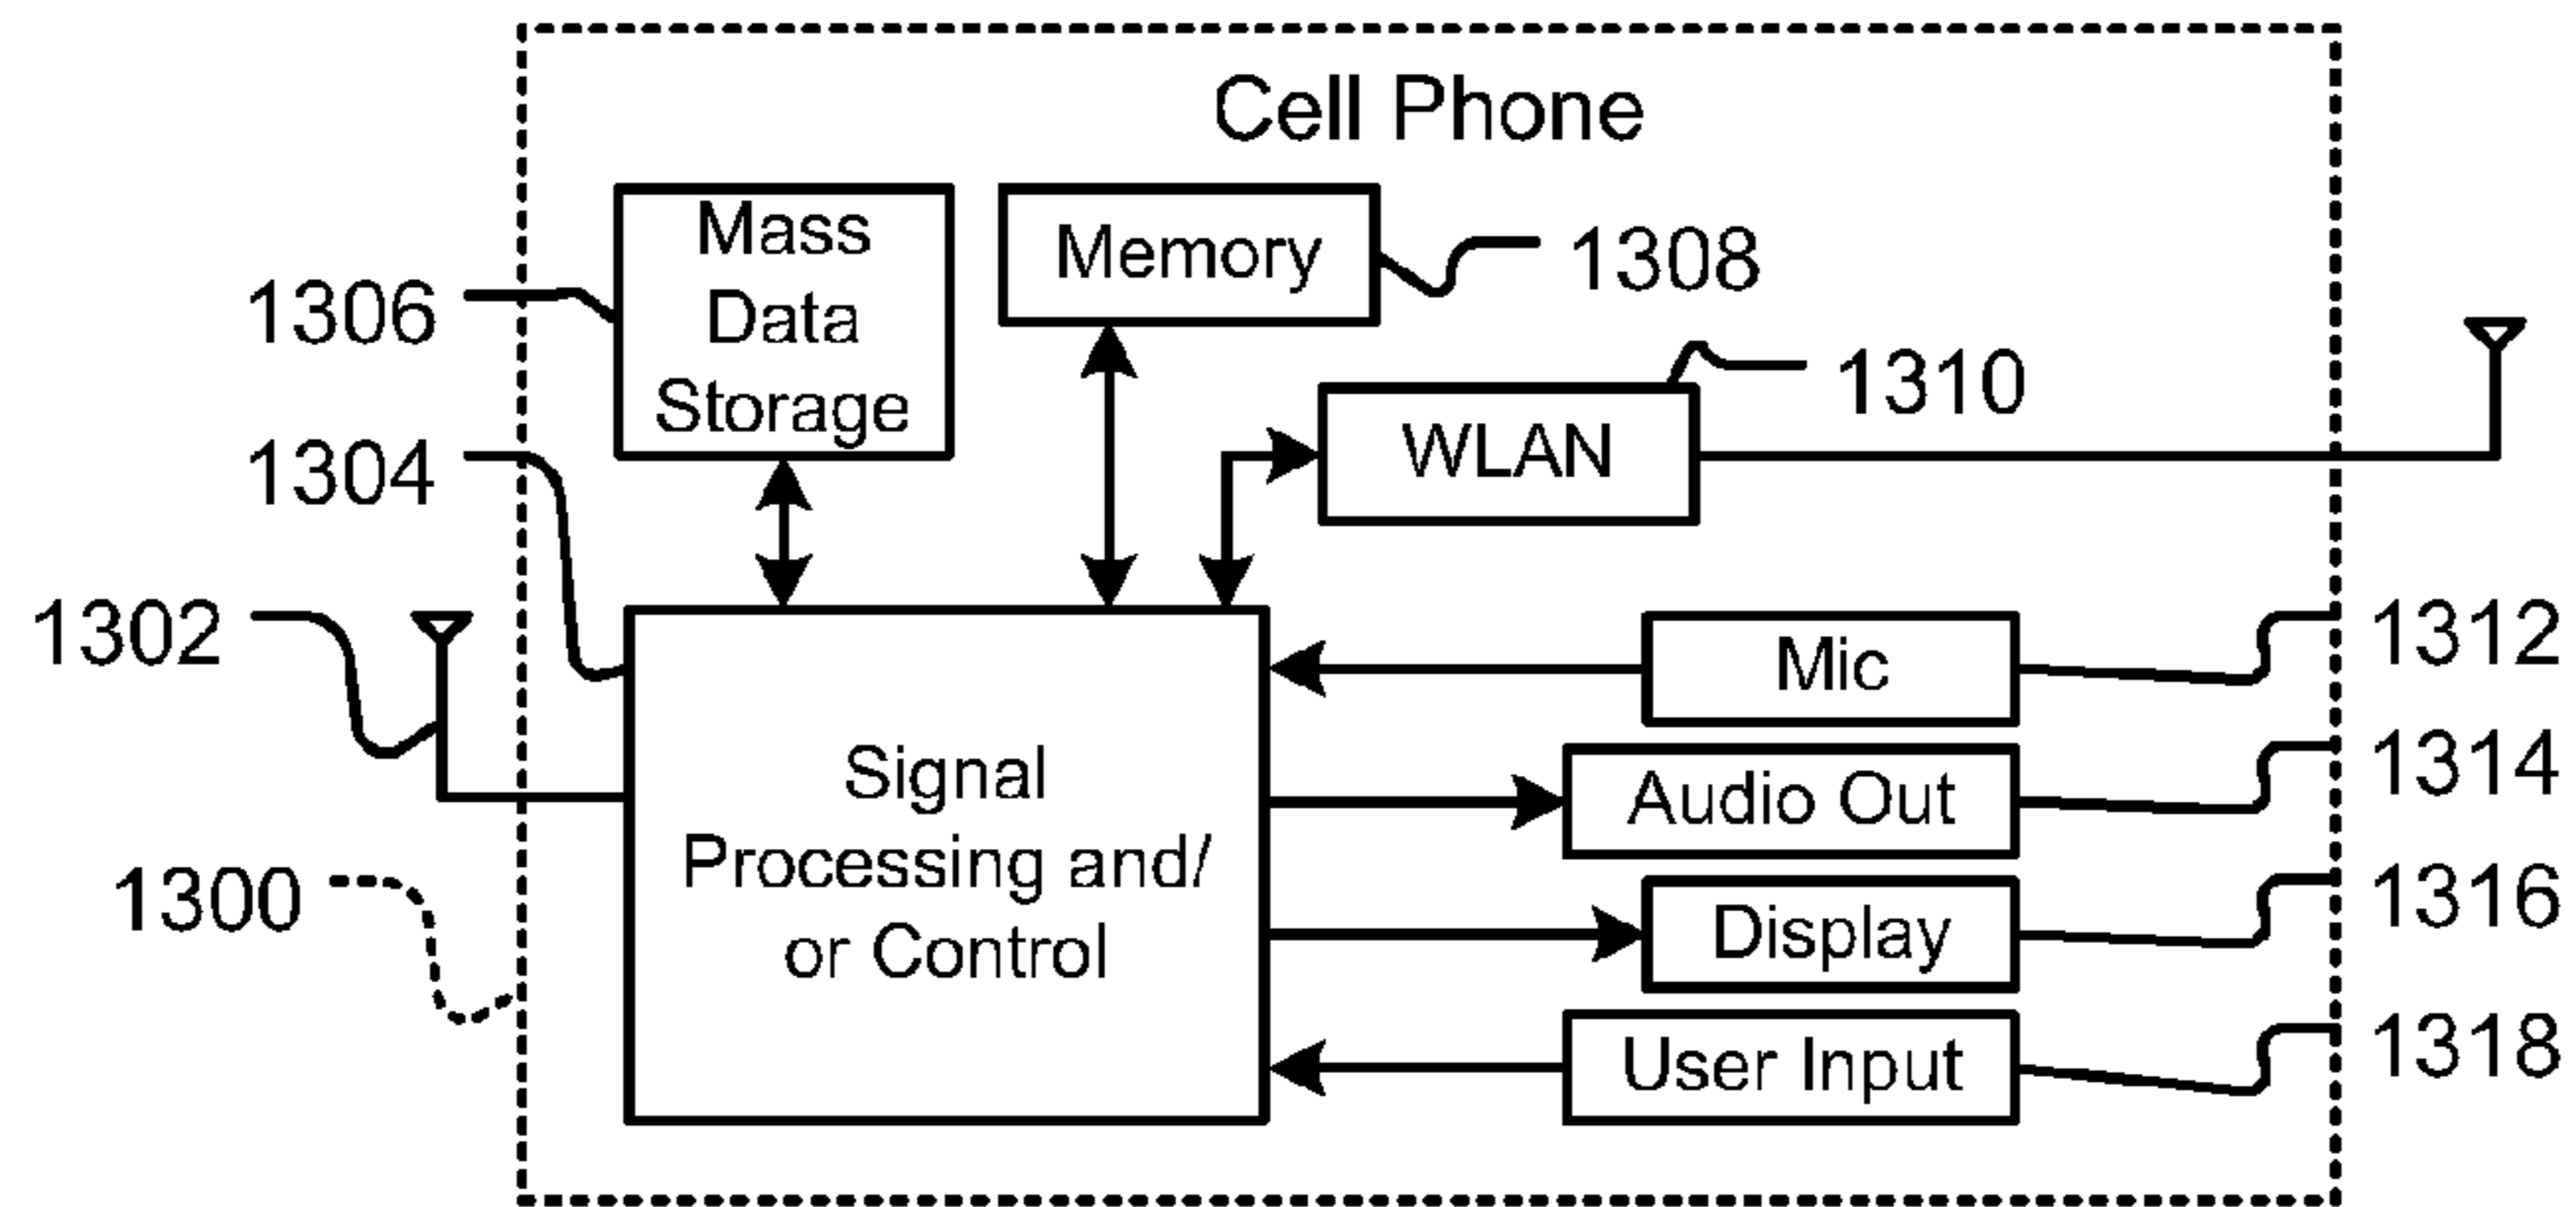 Cell Phone
Mass
Data
Storage
Memory
1308
1306
1310
WLAN
1304
1302
Mic
1312
Signal
Processing and/
or Control
Audio Out
1314
1300
Display
1316
User Input
1318